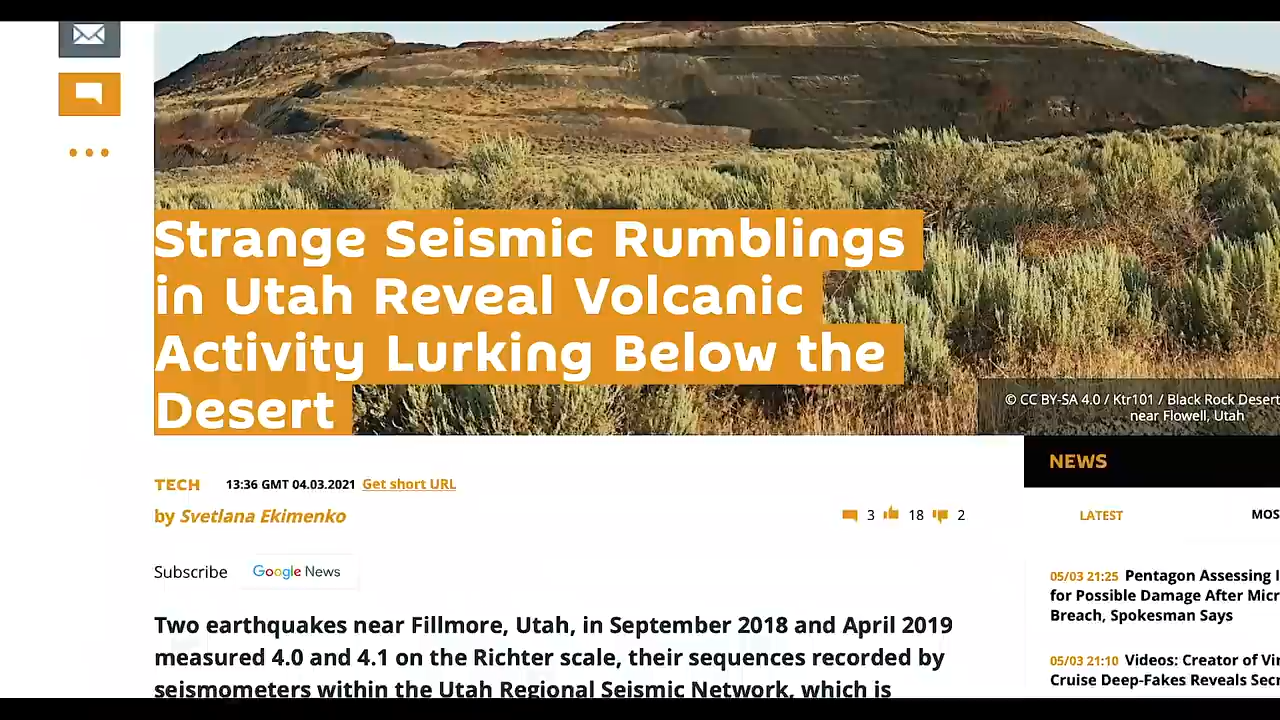 Strange Seismic Rumblings
in Utah Reveal Volcanic
Activity Lurking Below the
Desert
© CC BY-SA 4.0 / Ktr101 / Black Rock Desert
near Flowell, Utah
TECH 13:36 GMT 04.03.2021 Get short URL
by Svetlana Ekimenko
3 18 2
Subscribe Google News
Two earthquakes near Fillmore, Utah, in September 2018 and April 2019
measured 4.0 and 4.1 on the Richter scale, their sequences recorded by
seismometers within the Utah Regional Seismic Network, which is
NEWS
LATEST MOS
05/03 21:25 Pentagon Assessing
for Possible Damage After Micr
Breach, Spokesman Says
05/03 21:10 Videos: Creator of Vir
Cruise Deep-Fakes Reveals Secr